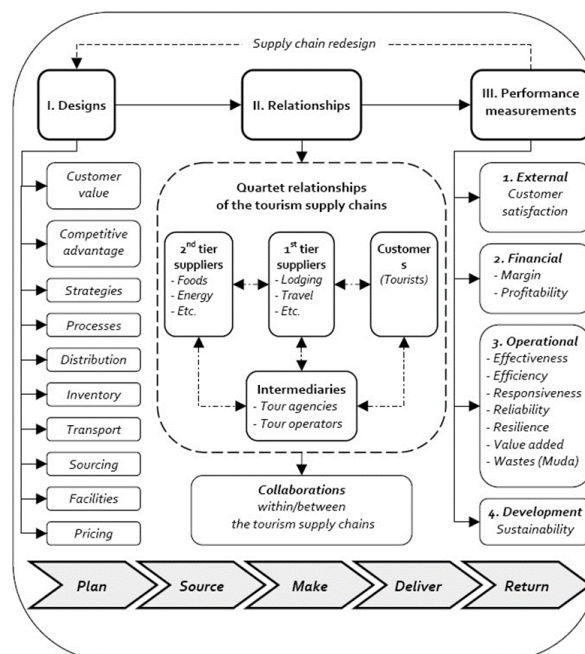 Supply chain redesign
I. Designs
II. Relationships
III. Performance
measurements
Customer
value
Competitive
advantage
Strategies
Processes
Distribution
Inventory
Transport
Sourcing
Facilities
Pricing
Quartet relationships
of the tourism supply chains
2nd tier
suppliers
- Foods
- Energy
- Etc.
1st tier
suppliers
- Lodging
- Travel
- Etc.
Customer
s
(Tourists)
Intermediaries
- Tour agencies
- Tour operators
Collaborations
within/between
the tourism supply chains
1. External
Customer
satisfaction
2. Financial
- Margin
- Profitability
3. Operational
- Effectiveness
- Efficiency
- Responsiveness
- Reliability
- Resilience
- Value added
- Wastes (Muda)
4. Development
Sustainability
Plan
Source
Make
Deliver
Return